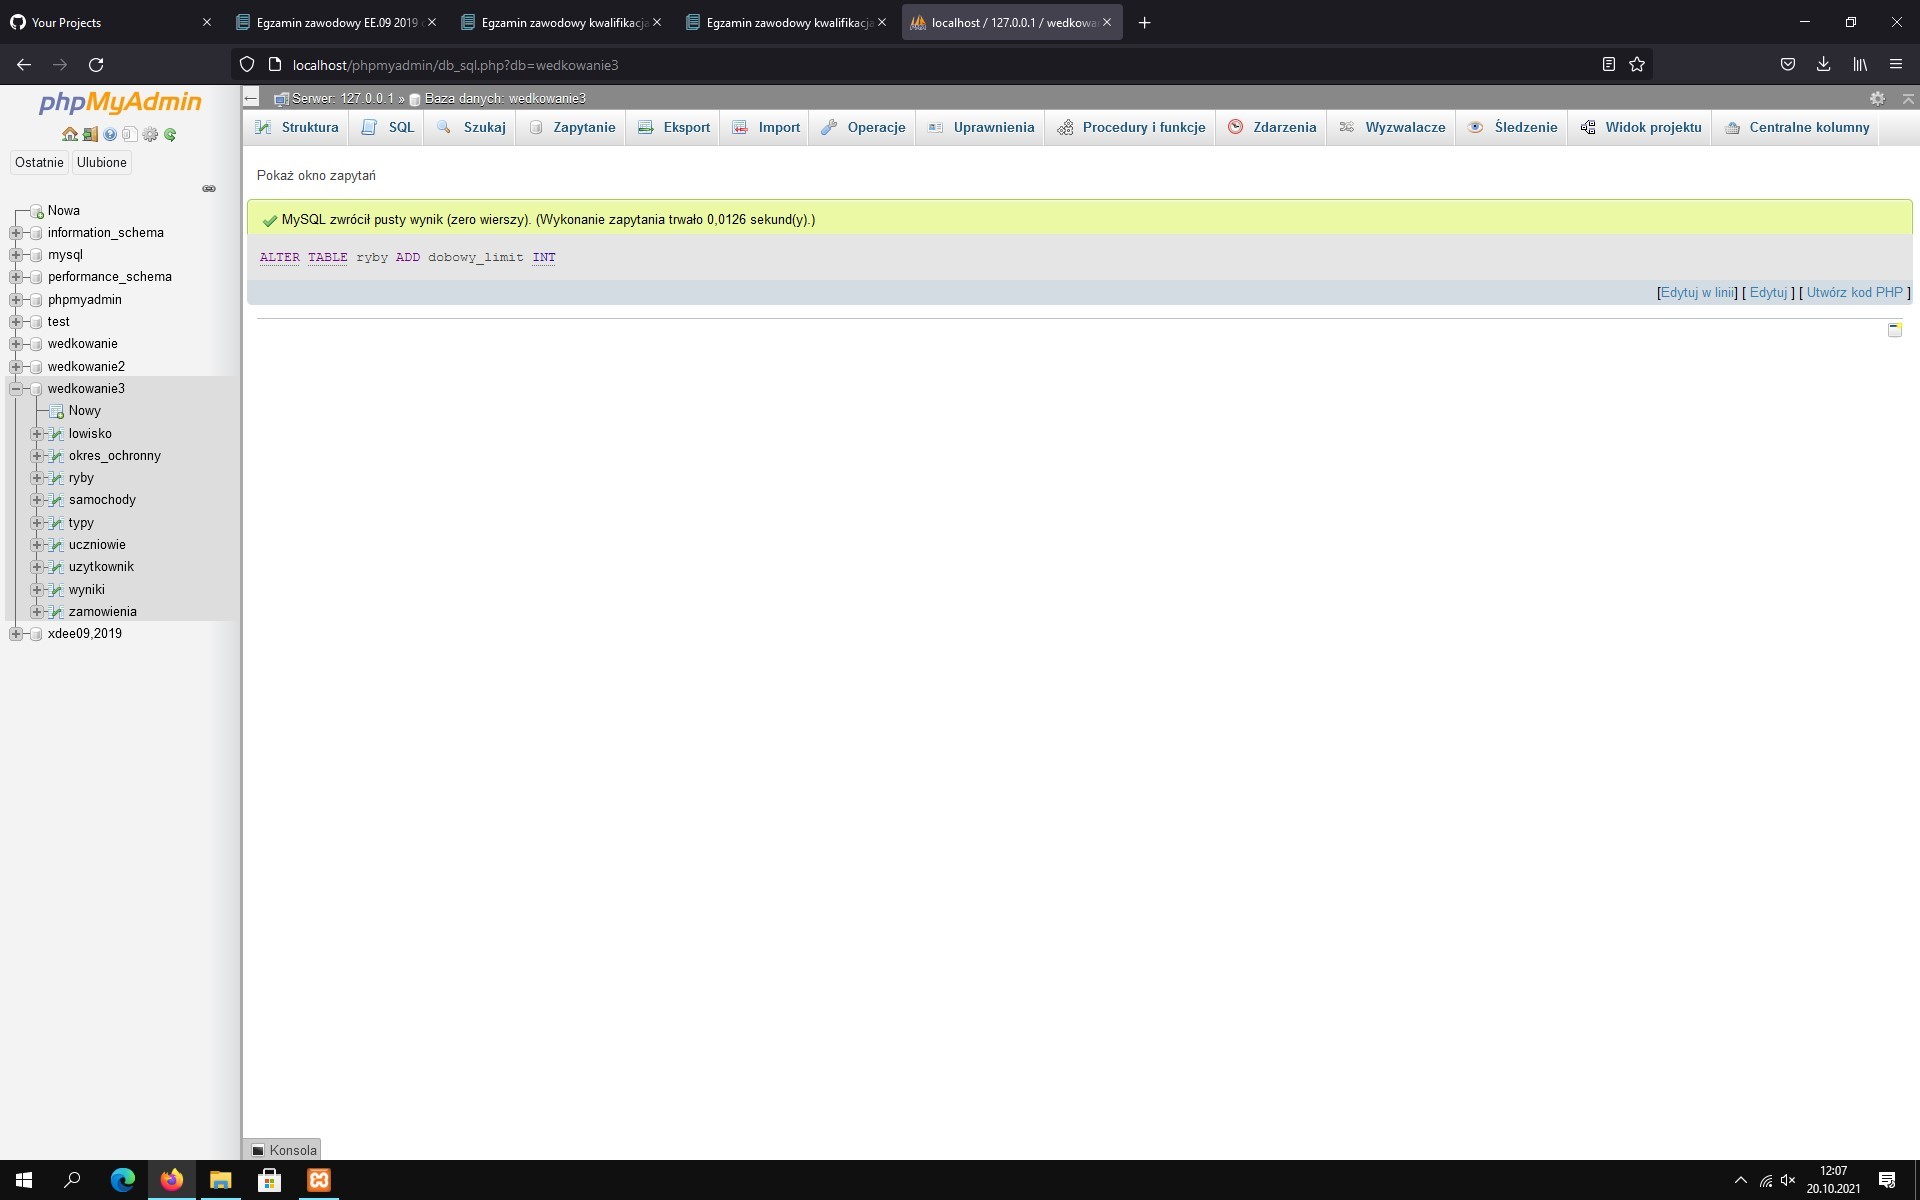 Your Projects
Egzamin zawodowy EE.09 2019
Egzamin zawodowy kwalifikacja
Egzamin zawodowy kwalifikacja
localhost / 127.0.0.1 / wedkowa
localhost/phpmyadmin/db_sql.php?db=wedkowanie3
phpMyAdmin
Ostatnie
Ulubione
Nowa
information_schema
mysql
performance_schema
phpmyadmin
test
wedkowanie
wedkowanie2
wedkowanie3
Nowy
lowisko
okres_ochronny
ryby
samochody
typy
uczniowie
uzytkownik
wyniki
zamowienia
xdee09,2019
Serwer: 127.0.0.1 » Baza danych: wedkowanie3
Struktura
SQL
Szukaj
Zapytanie
Eksport
Import
Operacje
Uprawnienia
Procedury i funkcje
Zdarzenia
Wyzwalacze
Śledzenie
Widok projektu
Centralne kolumny
Pokaż okno zapytań
MySQL zwrócił pusty wynik (zero wierszy). (Wykonanie zapytania trwało 0,0126 sekund(y).)
ALTER TABLE ryby ADD dobowy_limit INT
[Edytuj w linii] [ Edytuj ] [ Utwórz kod PHP ]
Konsola
12:07
20.10.2021